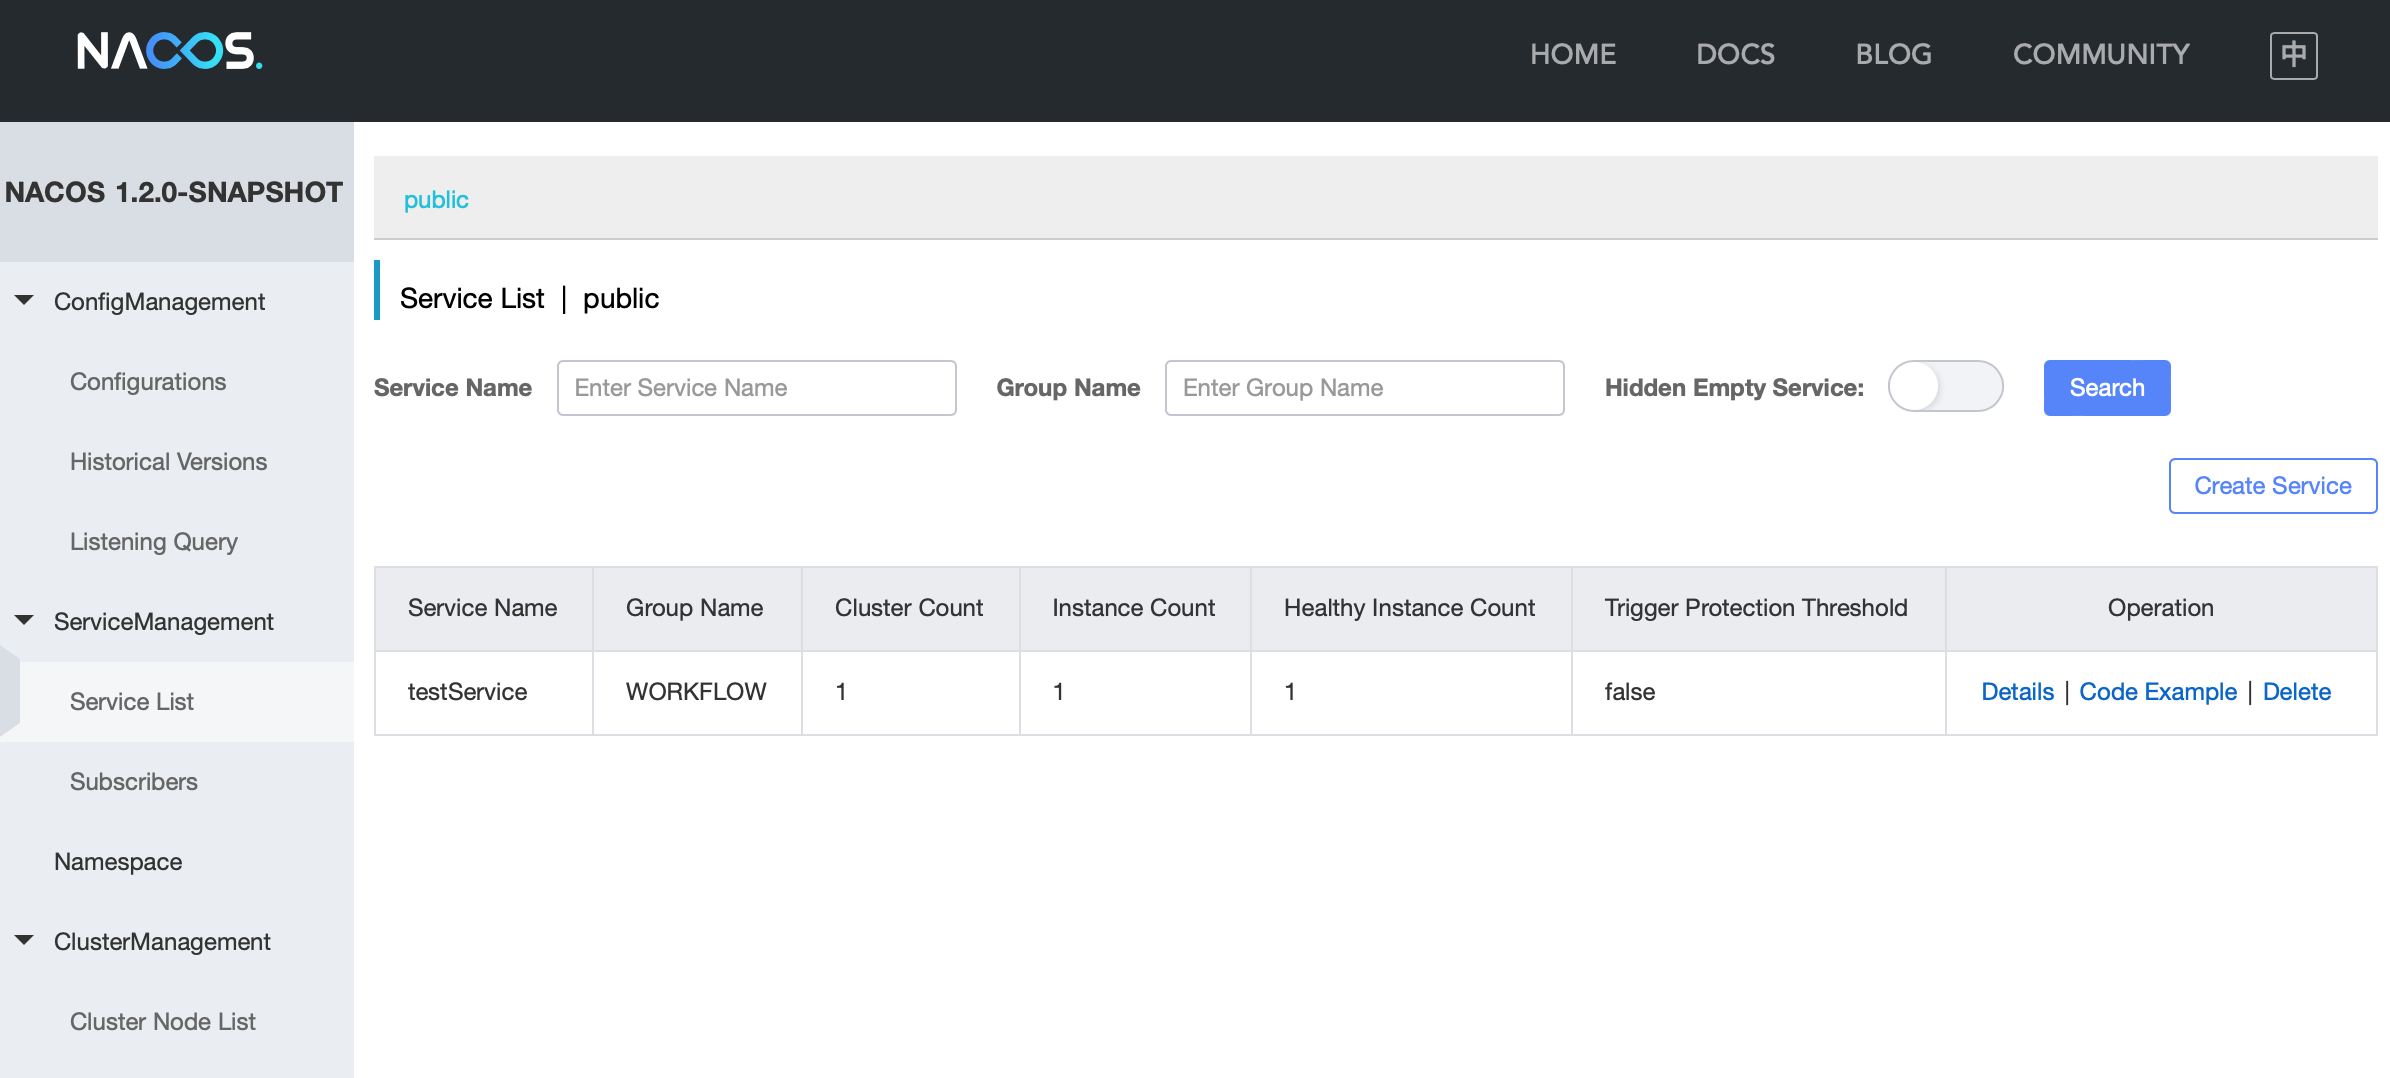 NACOS.
HOME DOCS BLOG COMMUNITY 中
NACOS 1.2.0-SNAPSHOT
ConfigManagement
Configurations
Historical Versions
Listening Query
ServiceManagement
Service List
Subscribers
Namespace
ClusterManagement
Cluster Node List
public
Service List | public
Service Name Enter Service Name Group Name Enter Group Name Hidden Empty Service: Search
Create Service
Service Name Group Name Cluster Count Instance Count Healthy Instance Count Trigger Protection Threshold Operation
testService WORKFLOW 1 1 1 false Details | Code Example | Delete